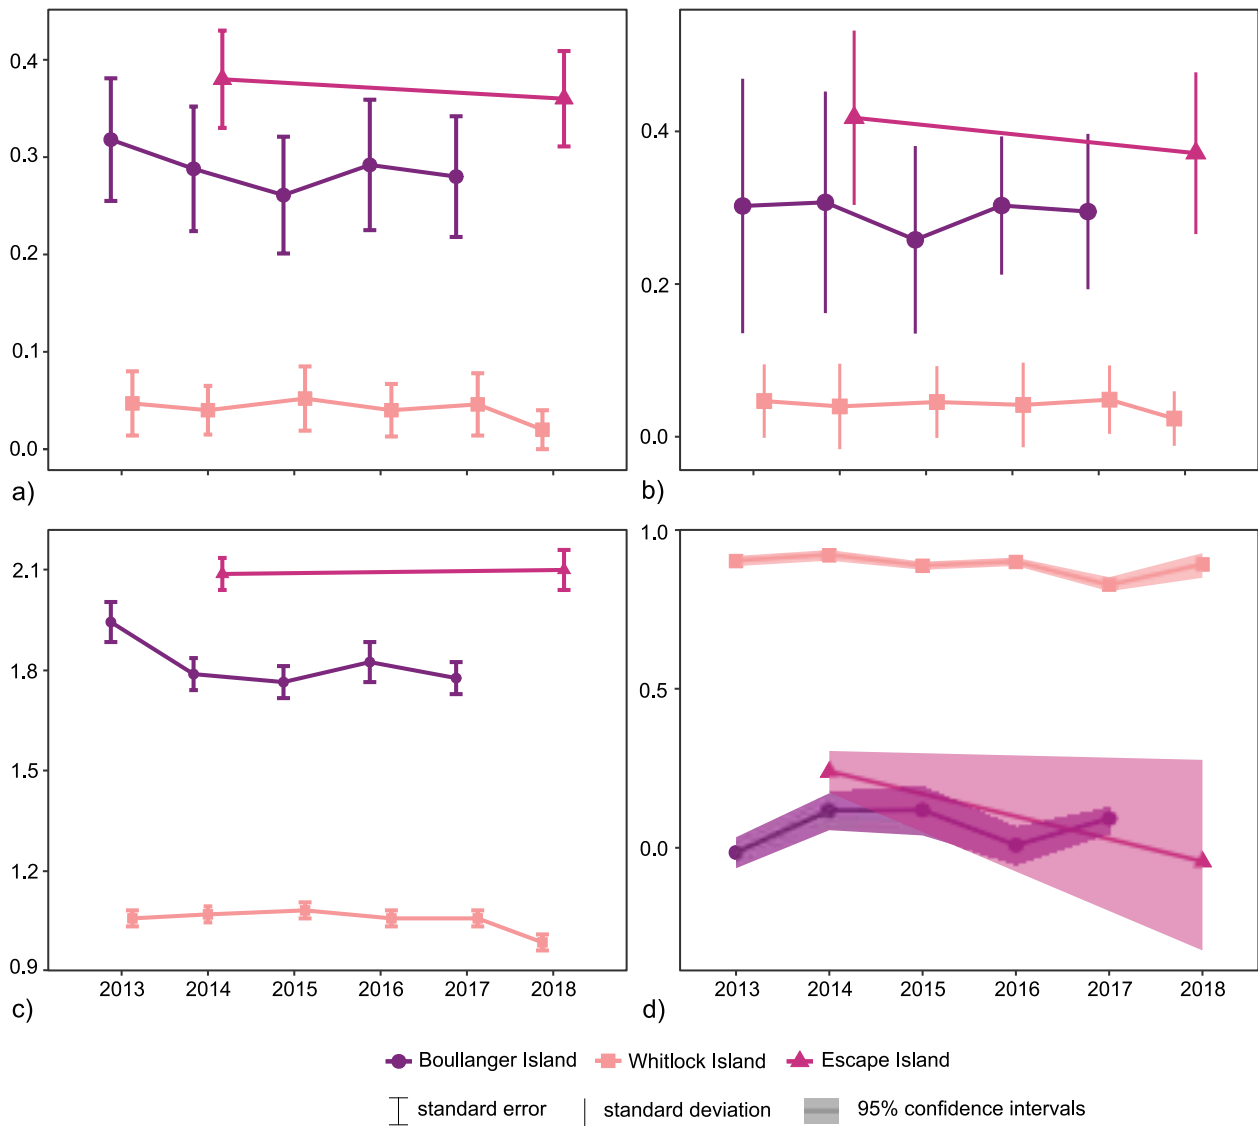 0.4
0.3
0.2
0.1
0.0
a)
0.4
0.2
0.0
b)
2.1
1.8
1.5
1.2
0.9
2013 2014 2015 2016 2017 2018
c)
1.0
0.5
0.0
2013 2014 2015 2016 2017 2018
d)
Boullanger Island Whitlock Island Escape Island
standard error standard deviation 95% confidence intervals